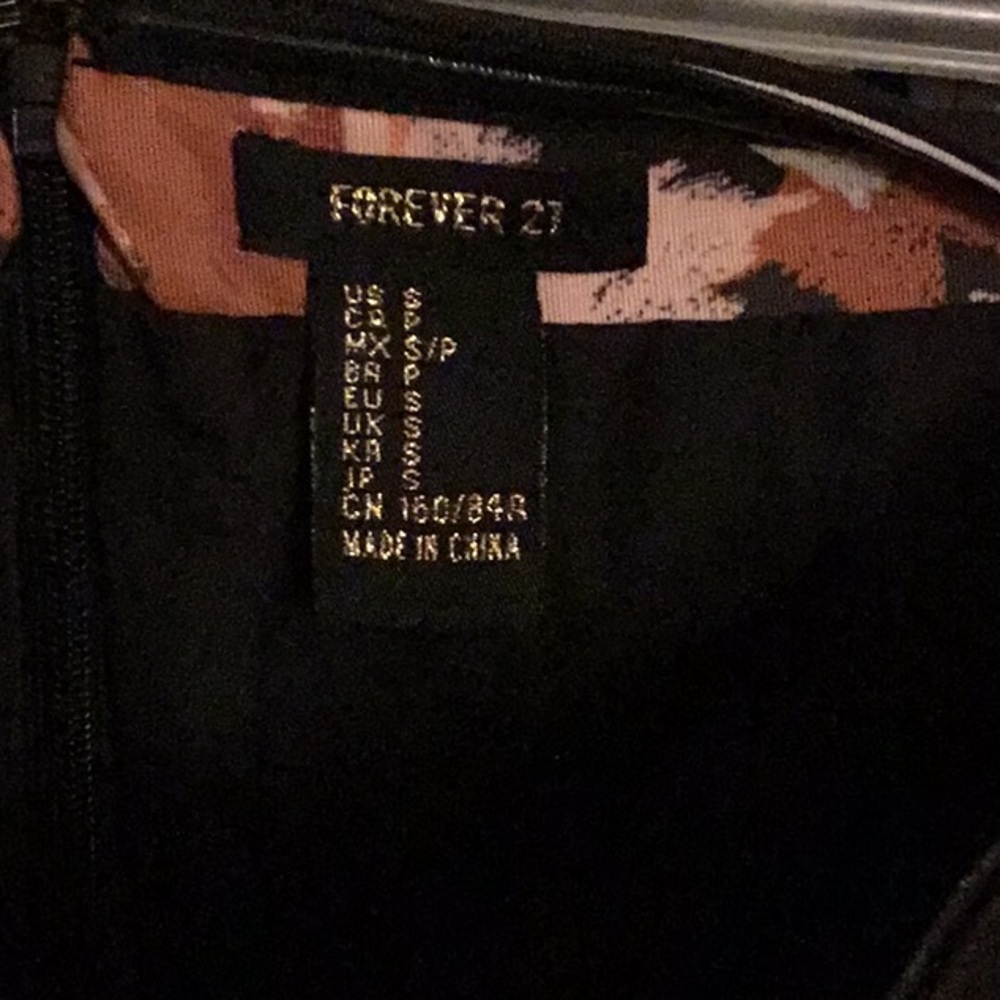 FOREVER 21
US S
CA P
MX S/P
BR P
EU S
UK S
KR S
JP S
CN 160/84A
MADE IN CHINA